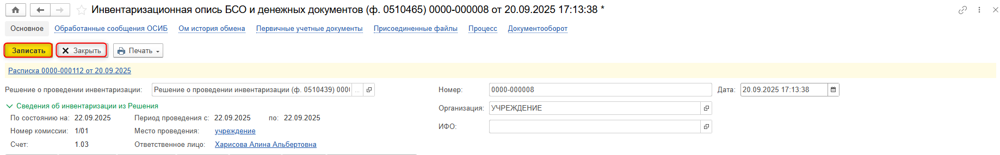 Инвентаризационная опись БСО и денежных документов (ф. 0510465) 0000-000008 от 20.09.2025 17:13:38 *
Основное Обработанные сообщения ОСИБ Ом история обмена Первичные учетные документы Присоединенные файлы Процесс Документооборот
Записать Закрыть Печать
Расписка 0000-000112 от 20.09.2025
Решение о проведении инвентаризации: Решение о проведении инвентаризации (ф. 0510439) 000 ... Номер: 0000-000008 Дата: 20.09.2025 17:13:38
Сведения об инвентаризации из Решения Организация: УЧРЕЖДЕНИЕ
По состоянию на: 22.09.2025 Период проведения с: 22.09.2025 по: 22.09.2025
Номер комиссии: 1/01 Место проведения: учреждение ИФО:
Счет: 1.03 Ответственное лицо: Харисова Алина Альбертовна